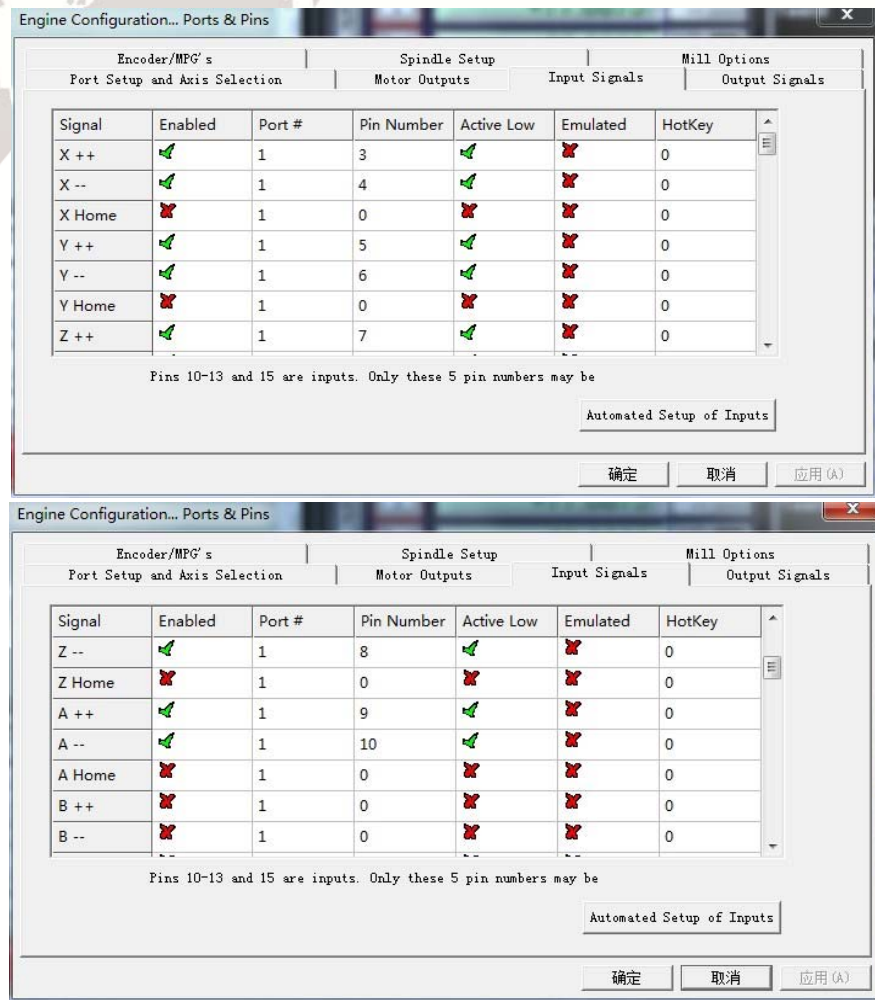 Engine Configuration... Ports & Pins
x
Encoder/MPG's Spindle Setup Mill Options
Port Setup and Axis Selection Motor Outputs Input Signals Output Signals
Signal Enabled Port # Pin Number Active Low Emulated HotKey
X ++ 1 3 0
X -- 1 4 0
X Home 1 0 0
Y ++ 1 5 0
Y -- 1 6 0
Y Home 1 0 0
Z ++ 1 7 0
Pins 10-13 and 15 are inputs. Only these 5 pin numbers may be
Automated Setup of Inputs
确定 取消 应用(A)
Engine Configuration... Ports & Pins
x
Encoder/MPG's Spindle Setup Mill Options
Port Setup and Axis Selection Motor Outputs Input Signals Output Signals
Signal Enabled Port # Pin Number Active Low Emulated HotKey
Z -- 1 8 0
Z Home 1 0 0
A ++ 1 9 0
A -- 1 10 0
A Home 1 0 0
B ++ 1 0 0
B -- 1 0 0
Pins 10-13 and 15 are inputs. Only these 5 pin numbers may be
Automated Setup of Inputs
确定 取消 应用(A)